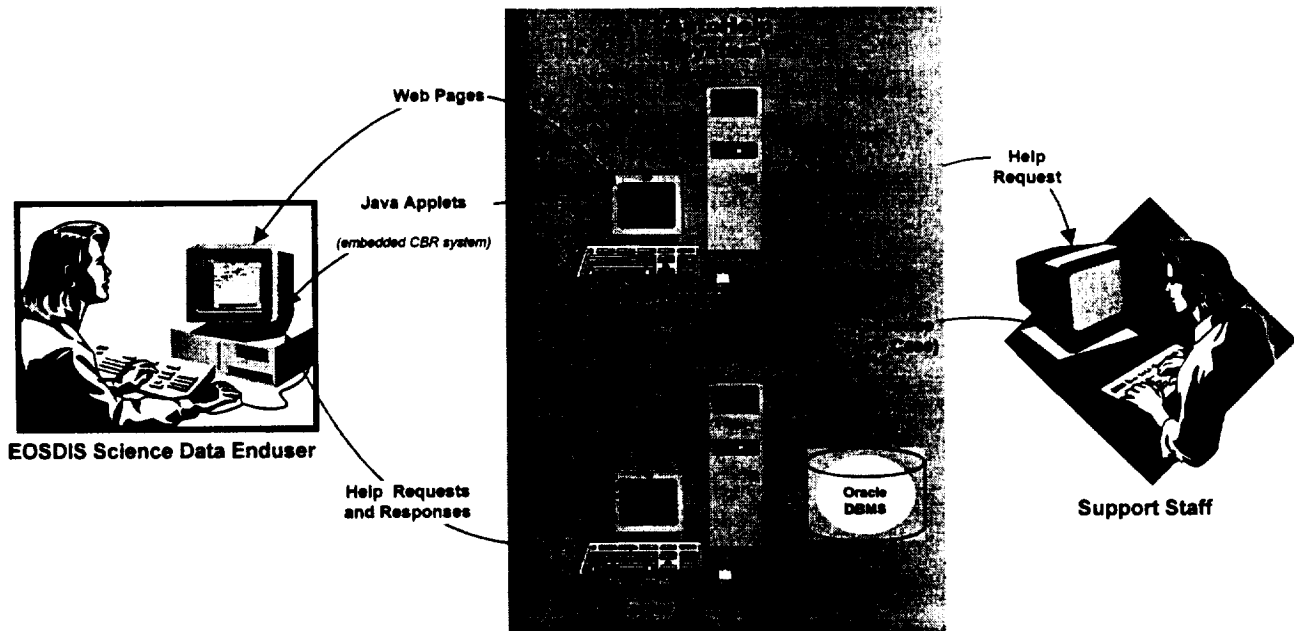 Web Pages
Help
Request
Java Applets
(embedded CBR system)
EOSDIS Science Data Enduser
Case)
Help Requests
and Responses
Oracle
DBMS
Support Staff